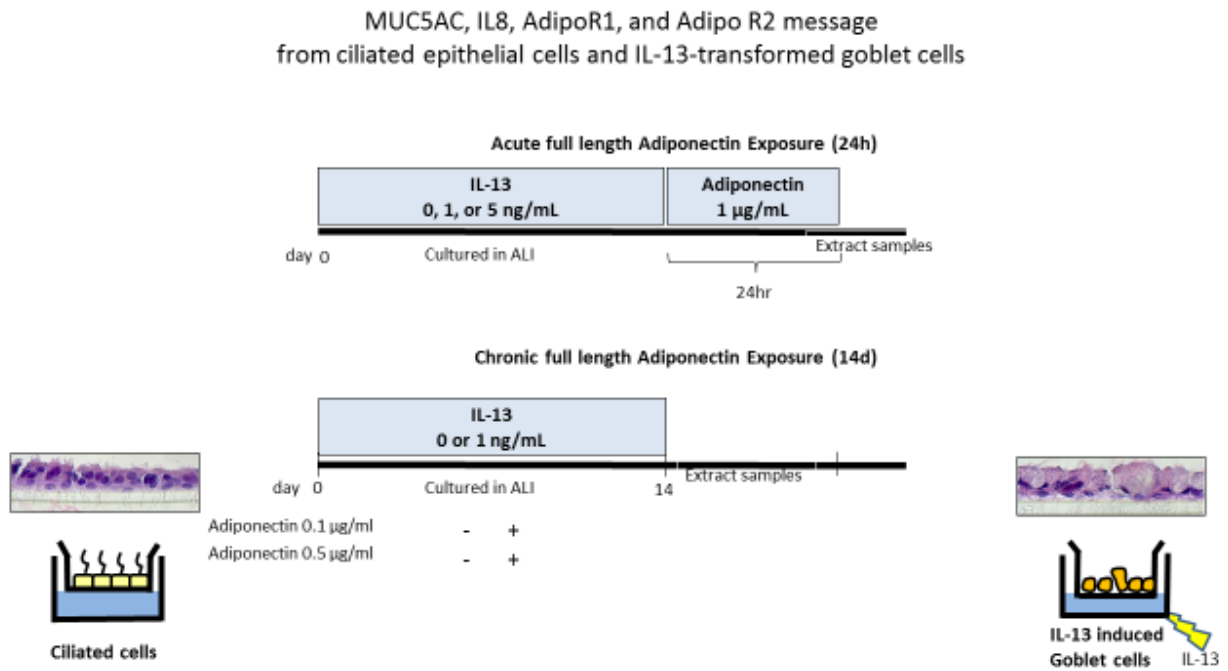 MUC5AC, IL8, AdipoR1, and Adipo R2 message
from ciliated epithelial cells and IL-13-transformed goblet cells
Acute full length Adiponectin Exposure (24h)
IL-13
0, 1, or 5 ng/mL
Adiponectin
1 µg/mL
day 0
Cultured in ALI
Extract samples
24hr
Chronic full length Adiponectin Exposure (14d)
IL-13
0 or 1 ng/mL
day 0
Cultured in ALI
14
Extract samples
Adiponectin 0.1 µg/ml - +
Adiponectin 0.5 µg/ml - +
Ciliated cells
IL-13 induced
Goblet cells
IL-13